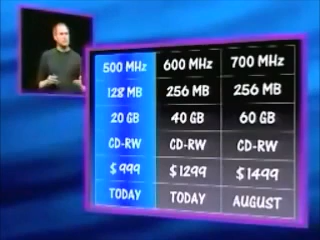 500 MHz 600 MHz 700 MHz
128 MB 256 MB 256 MB
20 GB 40 GB 60 GB
CD-RW CD-RW CD-RW
$999 $1299 $1499
TODAY TODAY AUGUST